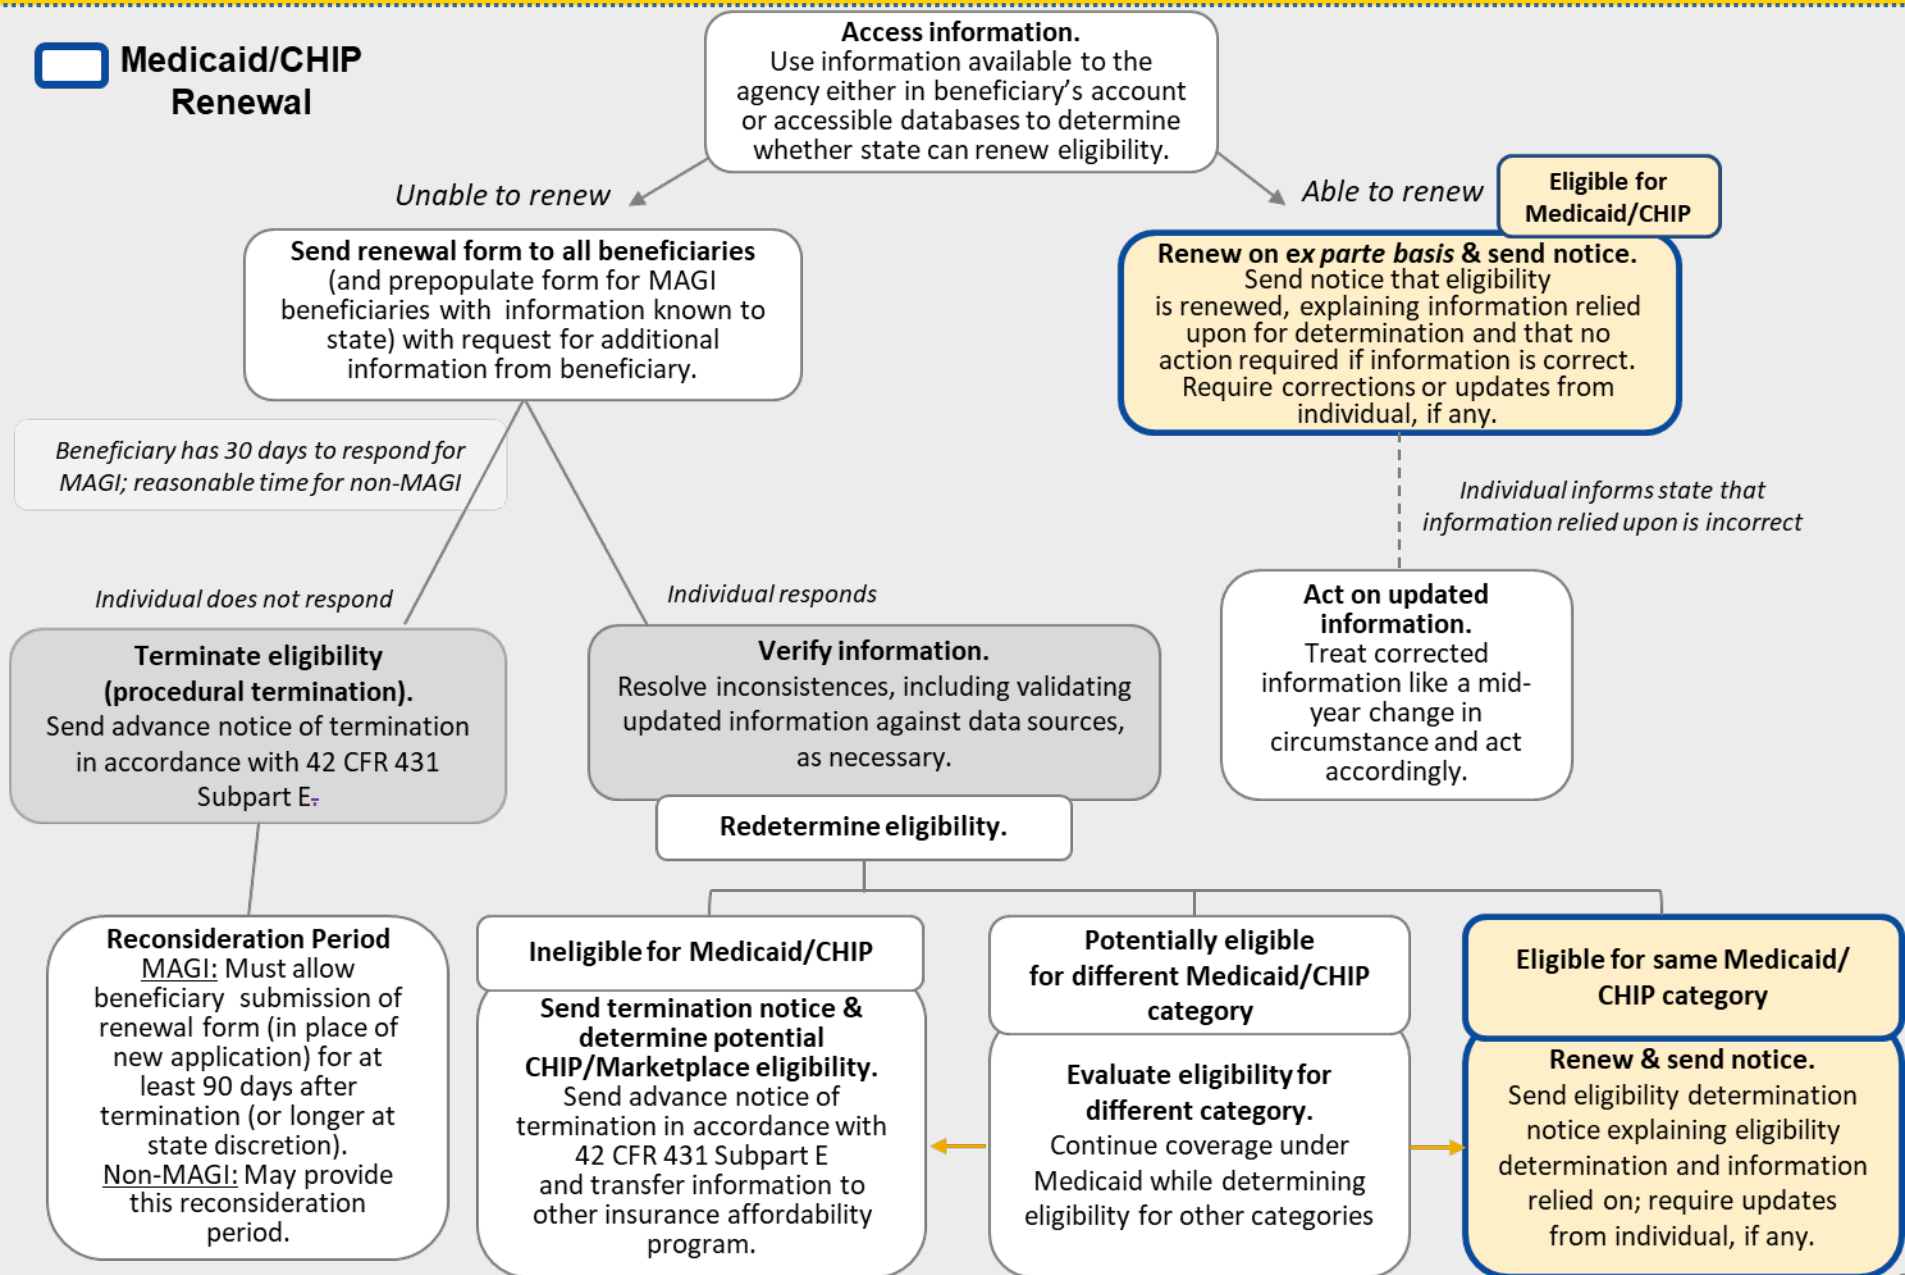 Medicaid/CHIP
Renewal
Access information.
Use information available to the
agency either in beneficiary's account
or accessible databases to determine
whether state can renew eligibility.
Unable to renew
Able to renew
Eligible for
Medicaid/CHIP
Send renewal form to all beneficiaries
(and prepopulate form for MAGI
beneficiaries with information known to
state) with request for additional
information from beneficiary.
Renew on ex parte basis & send notice.
Send notice that eligibility
is renewed, explaining information relied
upon for determination and that no
action required if information is correct.
Require corrections or updates from
individual, if any.
Beneficiary has 30 days to respond for
MAGI; reasonable time for non-MAGI
Individual informs state that
information relied upon is incorrect
Individual does not respond
Individual responds
Terminate eligibility
(procedural termination).
Send advance notice of termination
in accordance with 42 CFR 431
Subpart E.
Verify information.
Resolve inconsistences, including validating
updated information against data sources,
as necessary.
Act on updated
information.
Treat corrected
information like a mid-
year change in
circumstance and act
accordingly.
Redetermine eligibility.
Reconsideration Period
MAGI: Must allow
beneficiary submission of
renewal form (in place of
new application) for at
least 90 days after
termination (or longer at
state discretion).
Non-MAGI: May provide
this reconsideration
period.
Ineligible for Medicaid/CHIP
Send termination notice &
determine potential
CHIP/Marketplace eligibility.
Send advance notice of
termination in accordance with
42 CFR 431 Subpart E
and transfer information to
other insurance affordability
program.
Potentially eligible
for different Medicaid/CHIP
category
Evaluate eligibility for
different category.
Continue coverage under
Medicaid while determining
eligibility for other categories
Eligible for same Medicaid/
CHIP category
Renew & send notice.
Send eligibility determination
notice explaining eligibility
determination and information
relied on; require updates
from individual, if any.